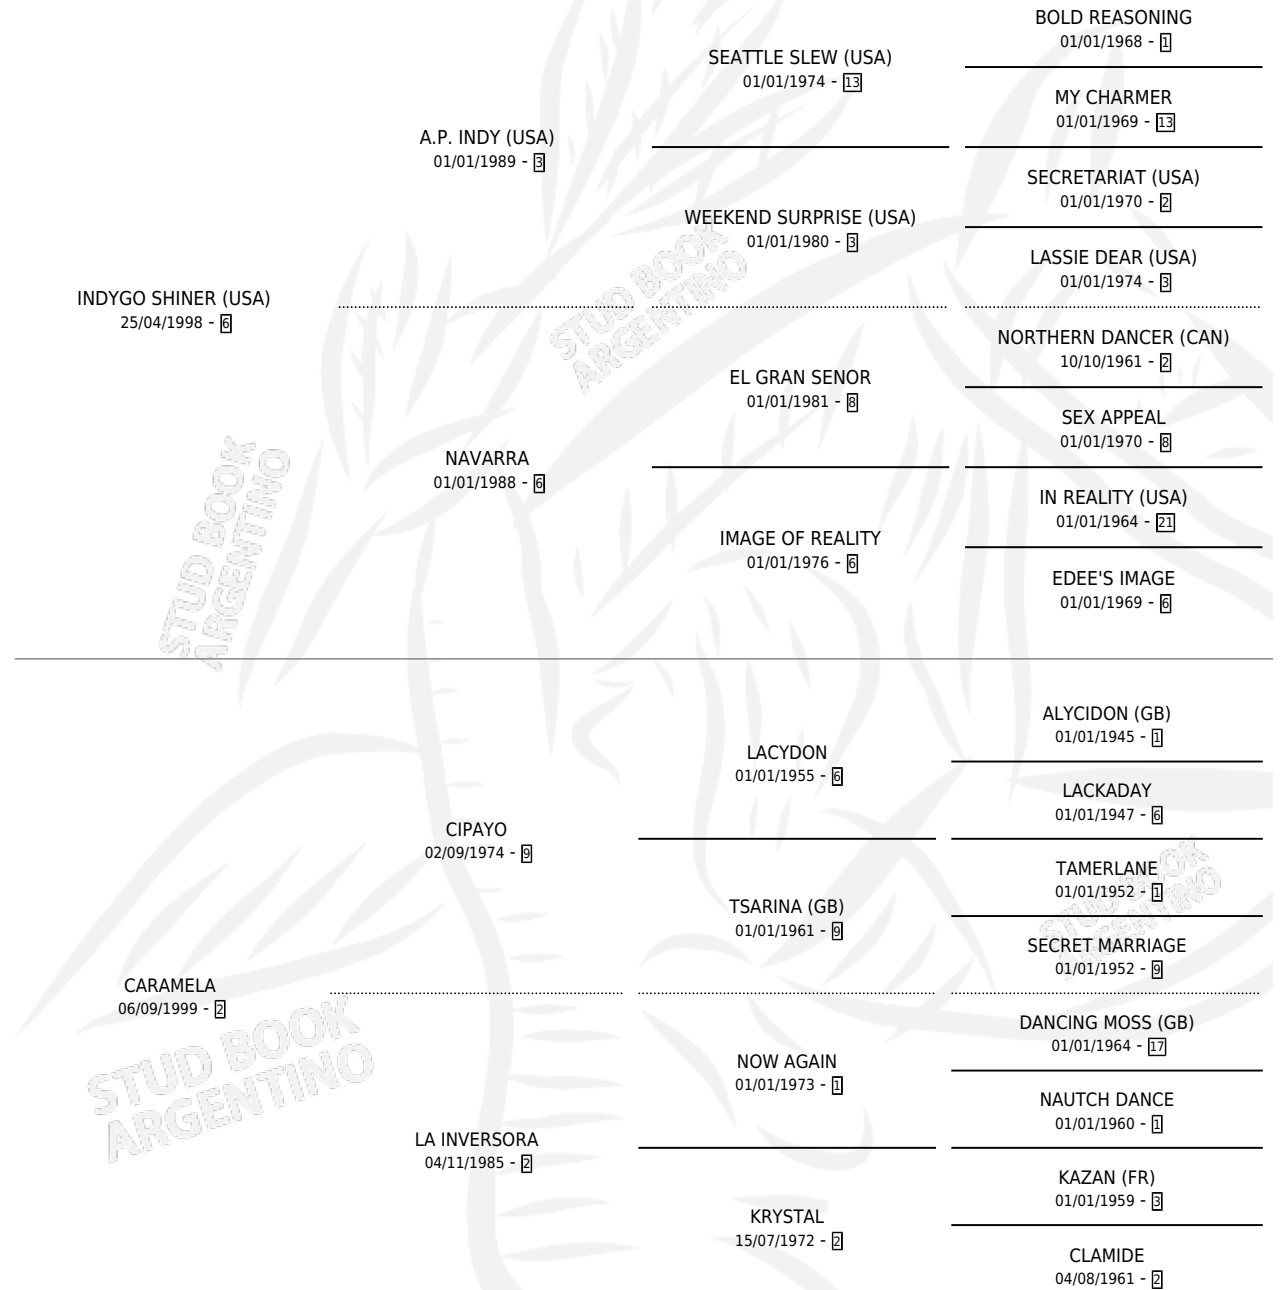 BOLD REASONING
01/01/1968 - 1
SEATTLE SLEW (USA)
01/01/1974 - 13
MY CHARMER
01/01/1969 - 13
A.P. INDY (USA)
01/01/1989 - 3
SECRETARIAT (USA)
01/01/1970 - 2
WEEKEND SURPRISE (USA)
01/01/1980 - 3
LASSIE DEAR (USA)
01/01/1974 - 3
INDYGO SHINER (USA)
25/04/1998 - 6
NORTHERN DANCER (CAN)
10/10/1961 - 2
EL GRAN SENOR
01/01/1981 - 8
SEX APPEAL
01/01/1970 - 8
NAVARRA
01/01/1988 - 6
IN REALITY (USA)
01/01/1964 - 21
IMAGE OF REALITY
01/01/1976 - 6
EDEE'S IMAGE
01/01/1969 - 6
ALYCIDON (GB)
01/01/1945 - 1
LACYDON
01/01/1955 - 6
LACKADAY
01/01/1947 - 6
CIPAYO
02/09/1974 - 9
TAMERLANE
01/01/1952 - 1
TSARINA (GB)
01/01/1961 - 9
SECRET MARRIAGE
01/01/1952 - 9
CARAMELA
06/09/1999 - 2
DANCING MOSS (GB)
01/01/1964 - 17
NOW AGAIN
01/01/1973 - 1
NAUTCH DANCE
01/01/1960 - 1
LA INVERSORA
04/11/1985 - 2
KAZAN (FR)
01/01/1959 - 3
KRYSTAL
15/07/1972 - 2
CLAMIDE
04/08/1961 - 2
STUD BOOK
ARGENTINO
STUD BOOK
ARGENTINO
STUD BOOK
ARGENTINO
STUD BOOK
ARGENTINO